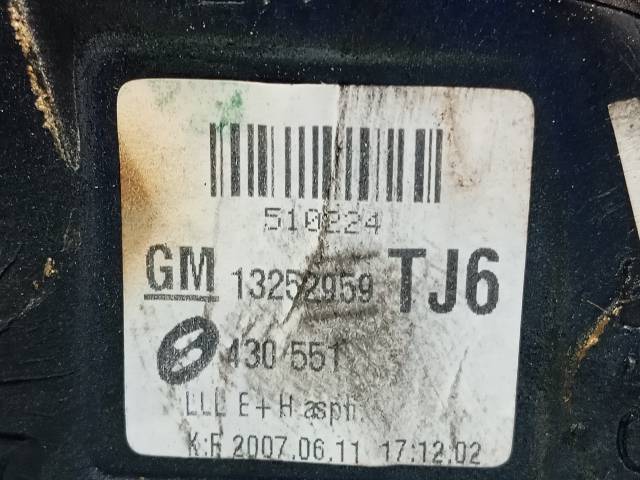 510224
GM 13252959 TJ6
430 551
LLL E+H asph
K:F 2007.06.11 17:12.02